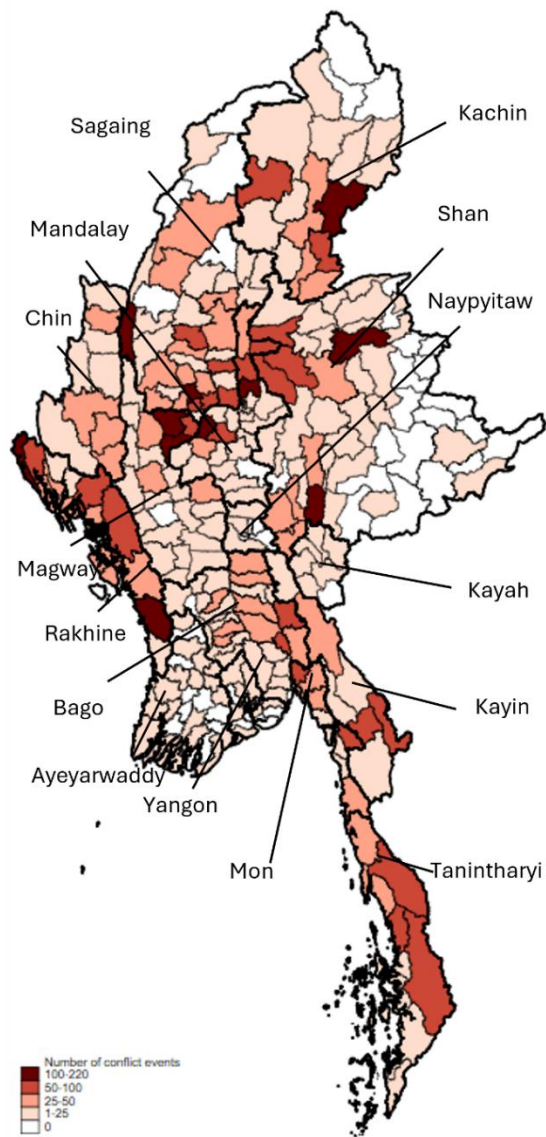 Kachin
Sagaing
Shan
Mandalay
Naypyitaw
Chin
Magway
Kayah
Rakhine
Bago
Kayin
Ayeyarwaddy
Yangon
Mon
Tanintharyi
Number of conflict events
100-220
50-100
25-50
1-25
0